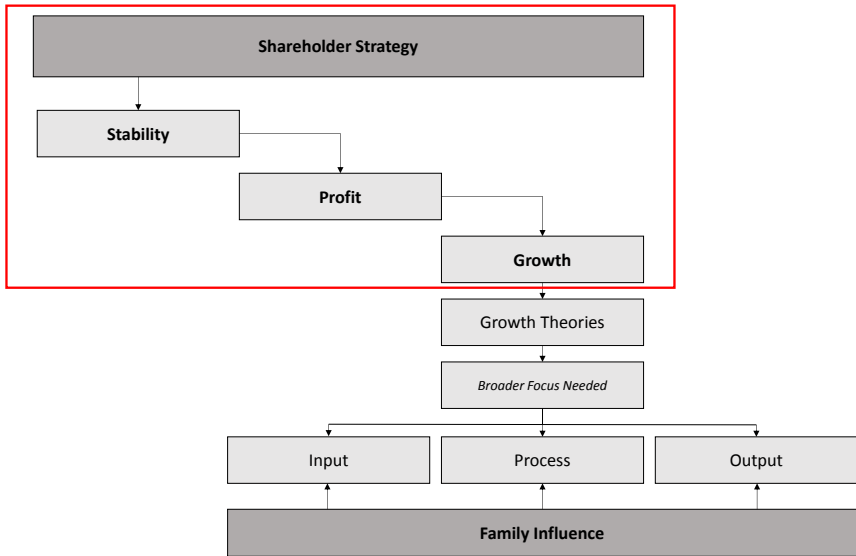 Shareholder Strategy
Stability
Profit
Growth
Growth Theories
Broader Focus Needed
Input
Process
Output
Family Influence